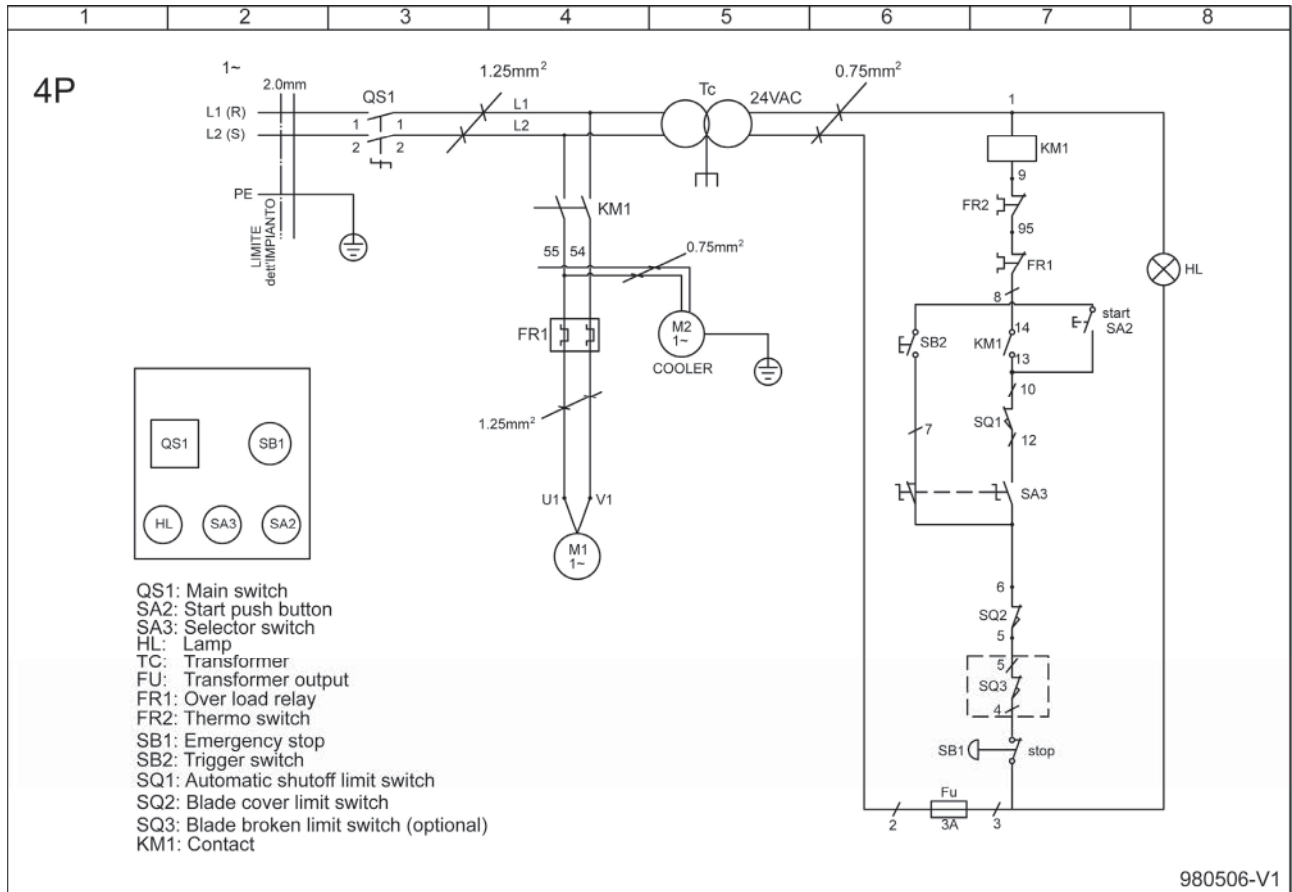 1 2 3 4 5 6 7 8
4P
1~
2.0mm
L1 (R)
L2 (S)
PE
LIMITE
dett'IMPIANTO
QS1
1 1
2 2
1.25mm²
L1
L2
Tc
24VAC
0.75mm²
KM1
55 54
0.75mm²
FR1
M2
1~
COOLER
1.25mm²
U1 V1
M1
1~
1
KM1
9
FR2
95
FR1
8
HL
SB2
14
KM1
13
start
SA2
10
SQ1
12
7
SA3
6
SQ2
5
5
SQ3
4
SB1
stop
Fu
3A
2
3
QS1
SB1
HL
SA3
SA2
QS1: Main switch
SA2: Start push button
SA3: Selector switch
HL: Lamp
TC: Transformer
FU: Transformer output
FR1: Over load relay
FR2: Thermo switch
SB1: Emergency stop
SB2: Trigger switch
SQ1: Automatic shutoff limit switch
SQ2: Blade cover limit switch
SQ3: Blade broken limit switch (optional)
KM1: Contact
980506-V1